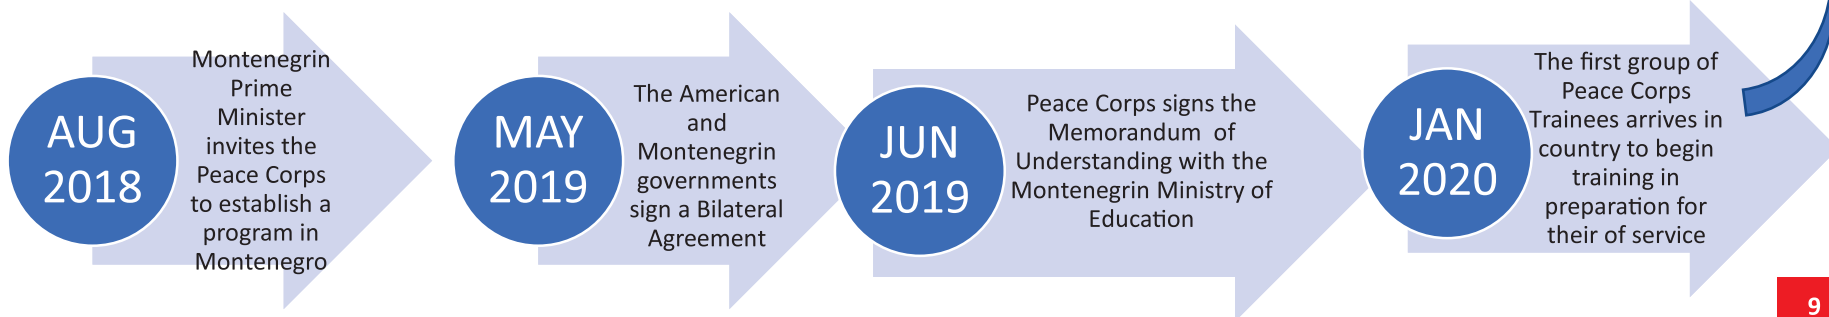 AUG
2018
Montenegrin
Prime
Minister
invites the
Peace Corps
to establish a
program in
Montenegro
MAY
2019
The American
and
Montenegrin
governments
sign a Bilateral
Agreement
JUN
2019
Peace Corps signs the
Memorandum  of
Understanding with the
Montenegrin Ministry of
Education
JAN
2020
The first group of
Peace Corps
Trainees arrives in
country to begin
training in
preparation for
their of service
9